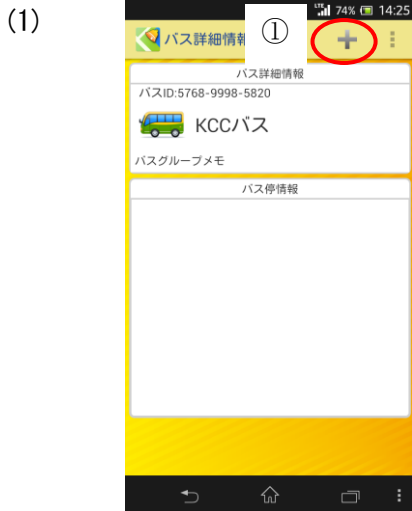 (1)
LTE 74% 14:25
バス詳細情報
①
バス詳細情報
バスID:5768-9998-5820
KCCバス
バスグループメモ
バス停情報